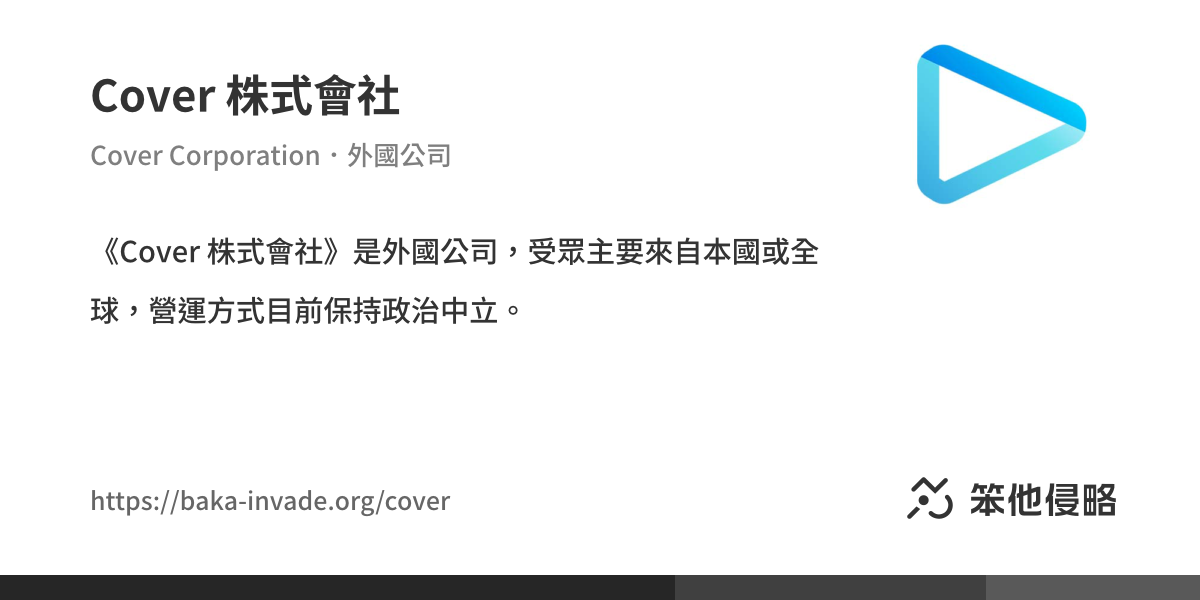 Cover 株式會社
Cover Corporation・外國公司
《Cover 株式會社》是外國公司，受眾主要來自本國或全
球，營運方式目前保持政治中立。
https://baka-invade.org/cover
笨他侵略